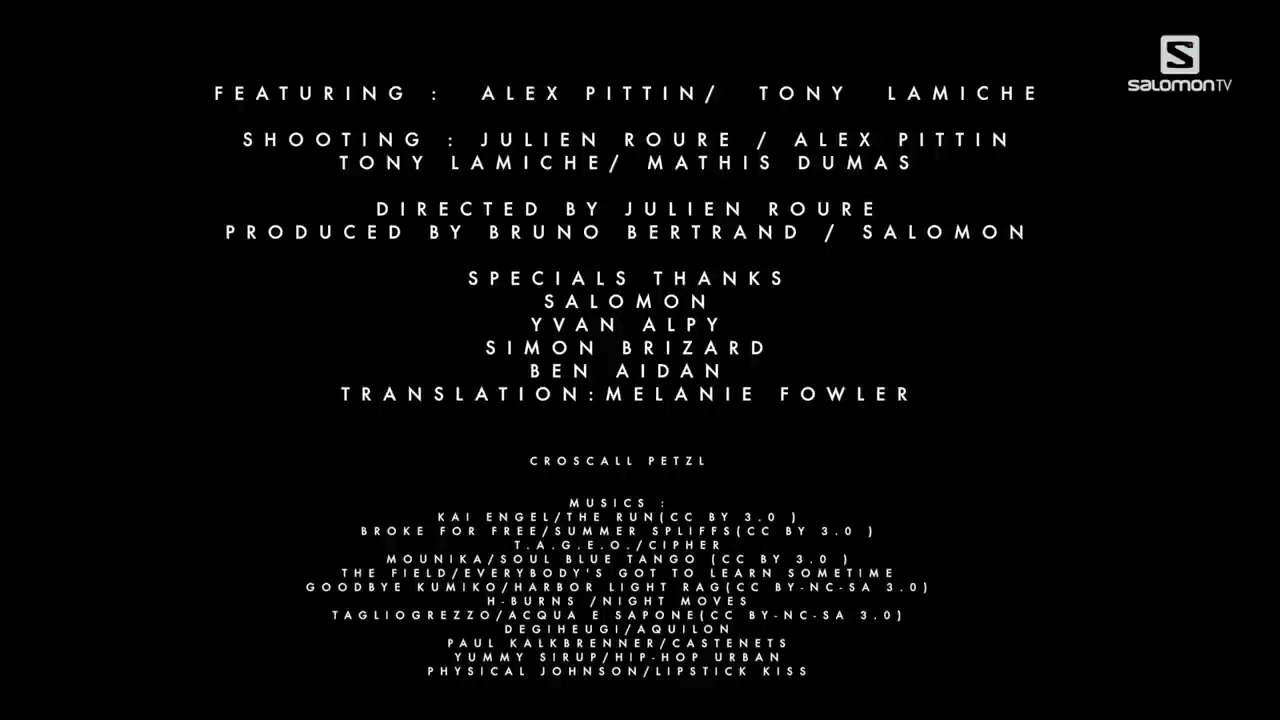 S
SALOMON TV
FEATURING : ALEX PITTIN/ TONY LAMICHE
SHOOTING : JULIEN ROURE / ALEX PITTIN
TONY LAMICHE/ MATHIS DUMAS
DIRECTED BY JULIEN ROURE
PRODUCED BY BRUNO BERTRAND / SALOMON
SPECIALS THANKS
SALOMON
YVAN ALPY
SIMON BRIZARD
BEN AIDAN
TRANSLATION:MELANIE FOWLER
CROSCALL PETZL
MUSICS :
KAI ENGEL/THE RUN(CC BY 3.0 )
BROKE FOR FREE/SUMMER SPLIFFS(CC BY 3.0 )
T.A.G.E.O./CIPHER
MOUNIKA/SOUL BLUE TANGO (CC BY 3.0 )
THE FIELD/EVERYBODY'S GOT TO LEARN SOMETIME
GOODBYE KUMIKO/HARBOR LIGHT RAG(CC BY-NC-SA 3.0)
H-BURNS /NIGHT MOVES
TAGLIOGREZZO/ACQUA E SAPONE(CC BY-NC-SA 3.0)
DEGIHEUGI/AQUILON
PAUL KALKBRENNER/CASTENETS
YUMMY SIRUP/HIP-HOP URBAN
PHYSICAL JOHNSON/LIPSTICK KISS